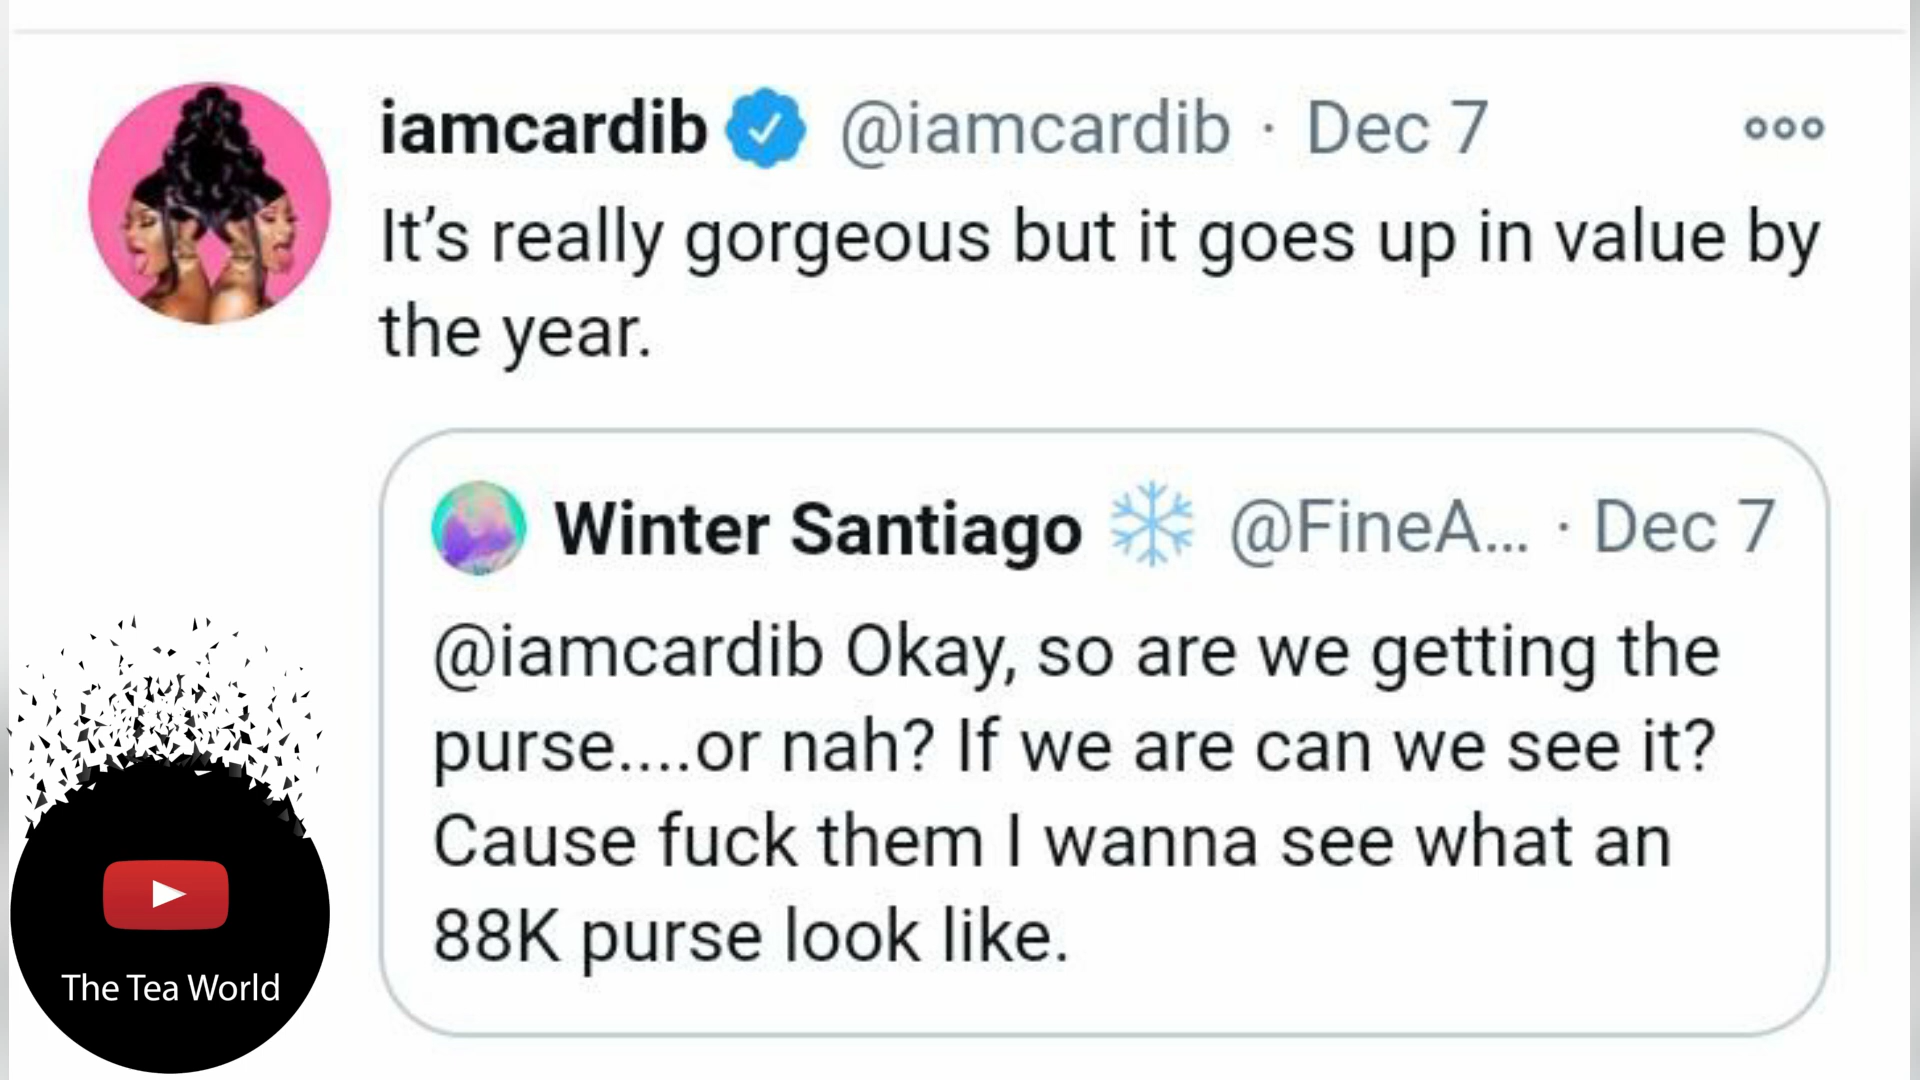 iamcardib @iamcardib · Dec 7
It’s really gorgeous but it goes up in value by
the year.
Winter Santiago ❄️ @FineA... · Dec 7
@iamcardib Okay, so are we getting the
purse....or nah? If we are can we see it?
Cause fuck them I wanna see what an
88K purse look like.
The Tea World